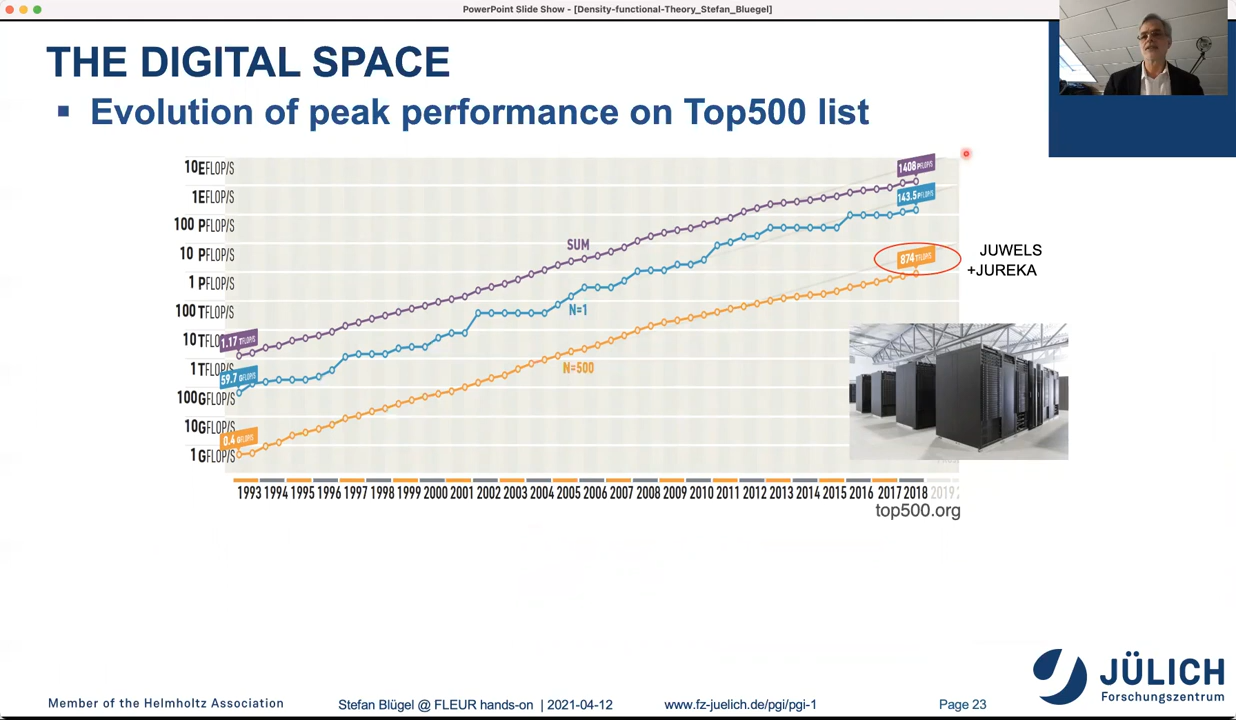 PowerPoint Slide Show - [Density-functional-Theory_Stefan_Bluegel]
THE DIGITAL SPACE
▪ Evolution of peak performance on Top500 list
10EFLOP/S
1EFLOP/S
100 PFLOP/S
10 PFLOP/S
1 PFLOP/S
100 TFLOP/S
10TFLO
1TFLOP/S
100GFLOP/S
10GFLOP/S
1GFLOP/S
1408 PFLOP/S
143.5 PFLOP/S
874 TFLOP/S
SUM
N=1
N=500
1.17 TFLOP/S
59.7 GFLOP/S
0.4 GFLOP/S
JUWELS
+JUREKA
1993 1994 1995 1996 1997 1998 1999 2000 2001 2002 2003 2004 2005 2006 2007 2008 2009 2010 2011 2012 2013 2014 2015 2016 2017 2018 2019
top500.org
JÜLICH
Forschungszentrum
Member of the Helmholtz Association
Stefan Blügel @ FLEUR hands-on | 2021-04-12
www.fz-juelich.de/pgi/pgi-1
Page 23